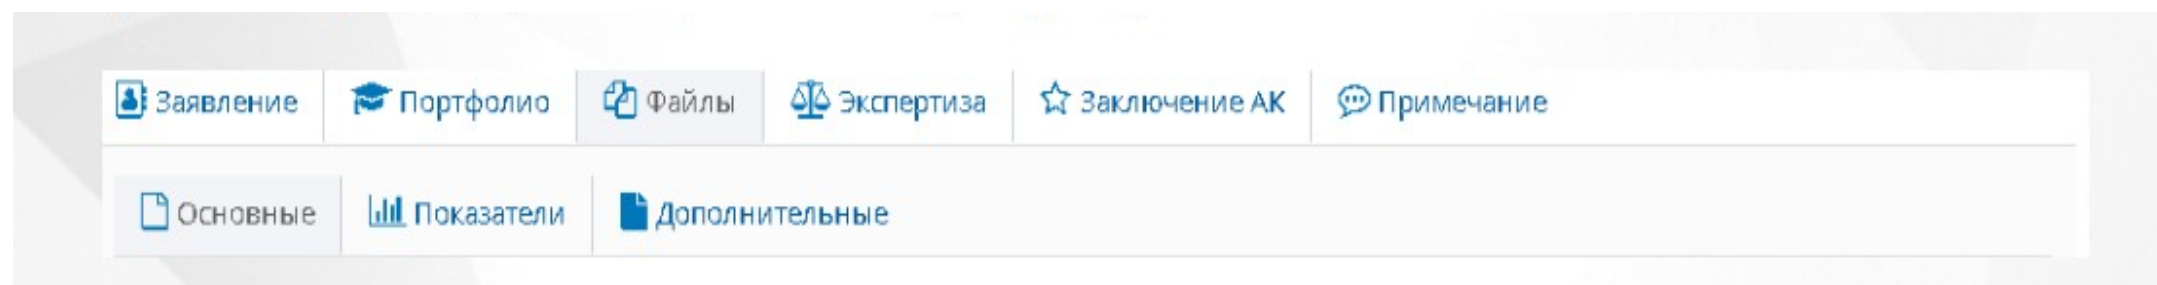 Заявление Портфолио Файлы Экспертиза Заключение АК Примечание
Основные Показатели Дополнительные